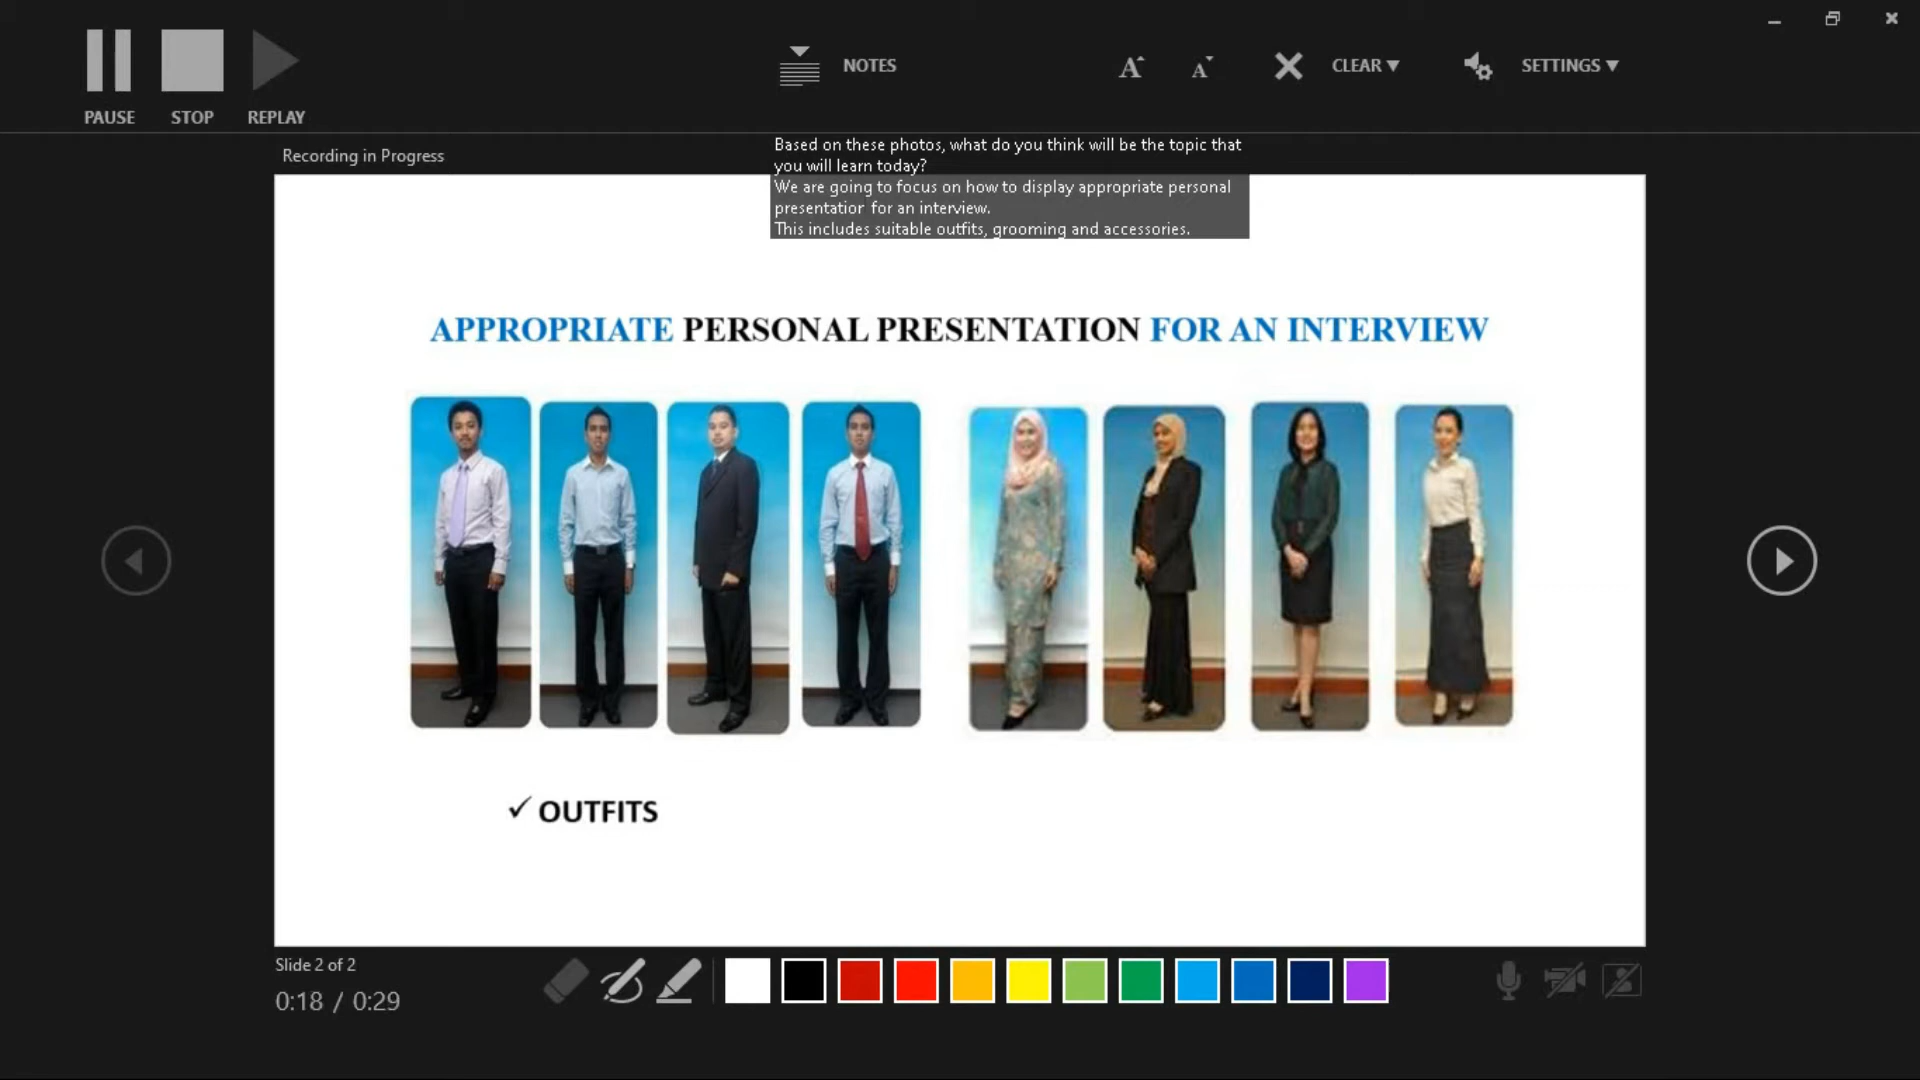 PAUSE
STOP
REPLAY
NOTES
A
A
CLEAR
SETTINGS
Recording in Progress
Based on these photos, what do you think will be the topic that
you will learn today?
We are going to focus on how to display appropriate personal
presentation for an interview.
This includes suitable outfits, grooming and accessories.
APPROPRIATE PERSONAL PRESENTATION FOR AN INTERVIEW
✓ OUTFITS
Slide 2 of 2
0:18 / 0:29